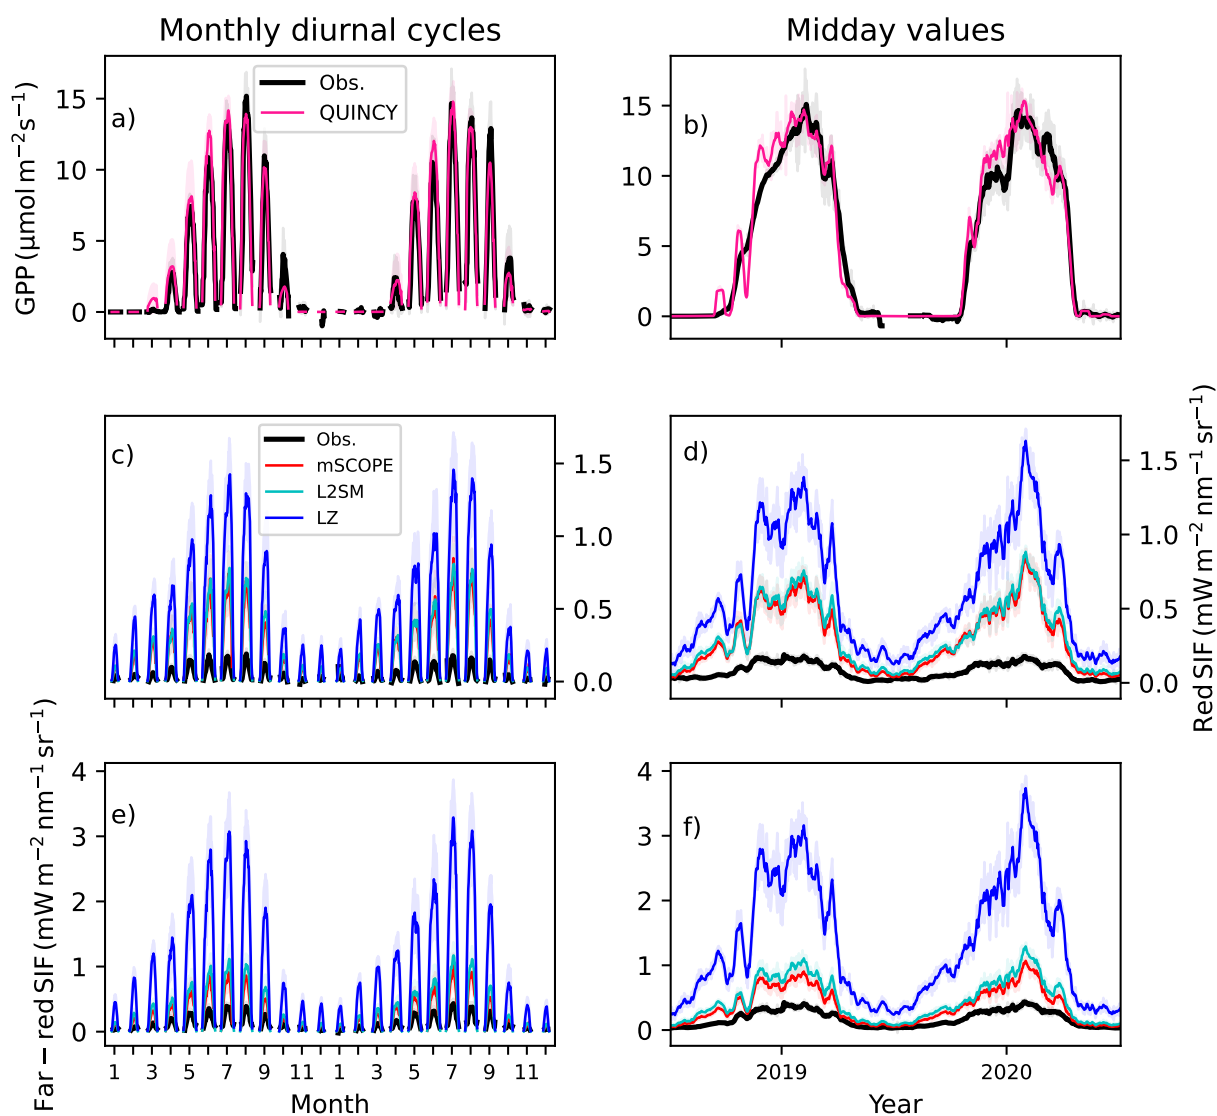 Monthly diurnal cycles
Midday values
GPP (μmol m⁻²s⁻¹)
15
10
5
0
a)
Obs.
QUINCY
15
10
5
0
b)
c)
Obs.
mSCOPE
L2SM
LZ
1.5
1.0
0.5
0.0
d)
1.5
1.0
0.5
0.0
Red SIF (mW m⁻² nm⁻¹ sr⁻¹)
Far − red SIF (mW m⁻² nm⁻¹ sr⁻¹)
4
3
2
1
0
e)
1 3 5 7 9 11 1 3 5 7 9 11
Month
4
3
2
1
0
f)
2019 2020
Year